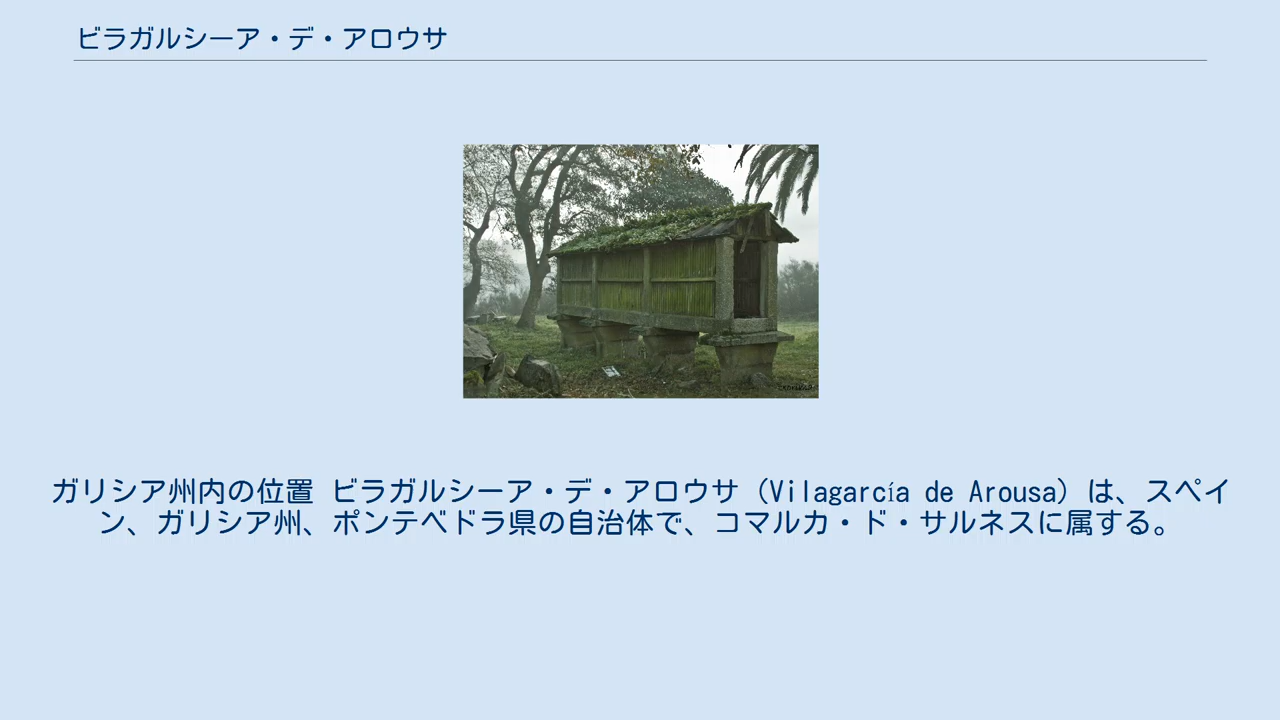 ビラガルシーア・デ・アロウサ
ガリシア州内の位置 ビラガルシーア・デ・アロウサ (Vilagarcía de Arousa) は、スペイ
ン、ガリシア州、ポンテベドラ県の自治体で、コマルカ・ド・サルネスに属する。